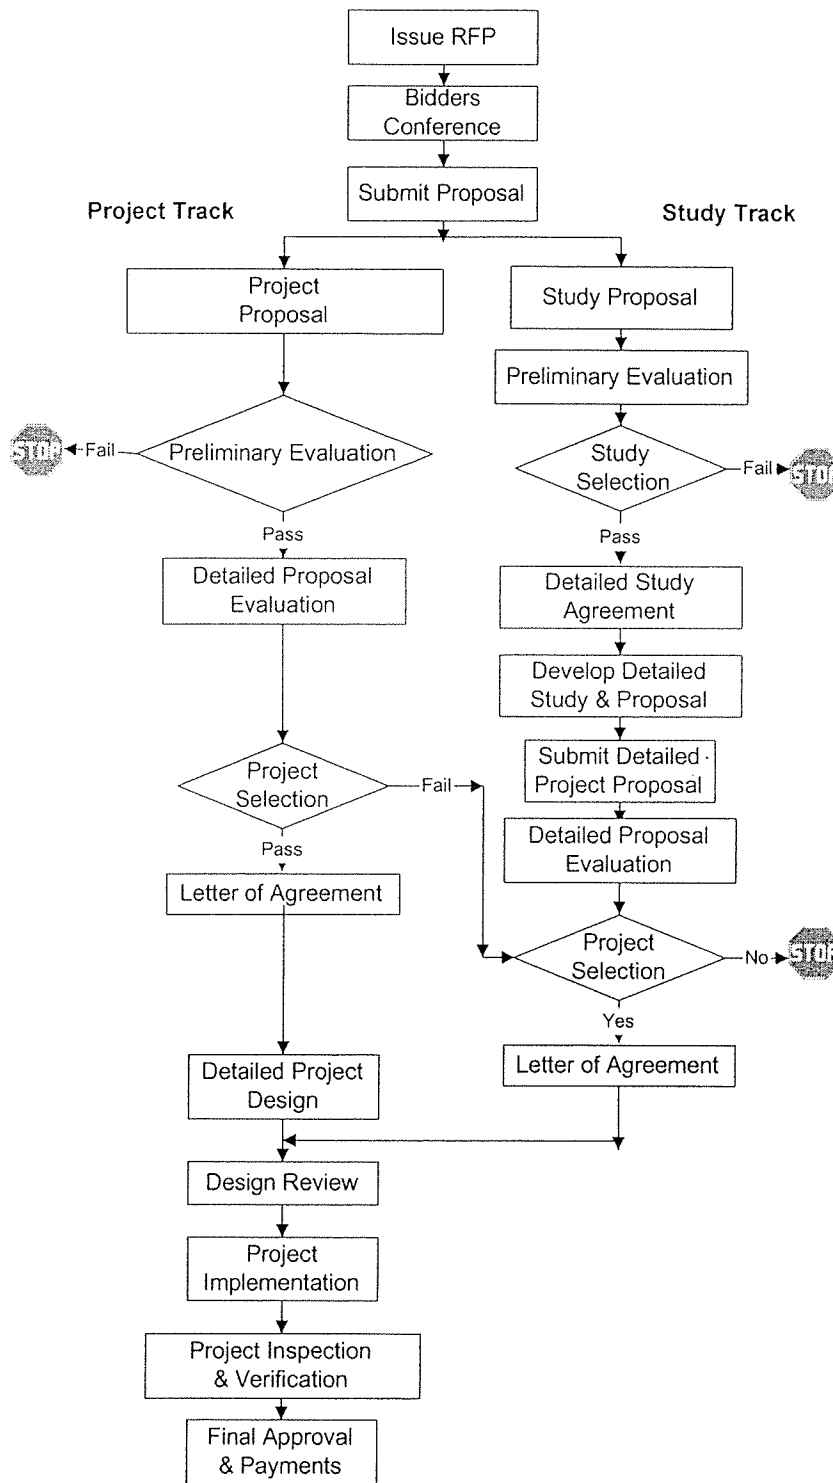 Issue RFP
Bidders
Conference
Submit Proposal
Project Track
Study Track
Project
Proposal
Study Proposal
Preliminary Evaluation
STOP
Fail
Preliminary Evaluation
Study
Selection
Fail
STOP
Pass
Pass
Detailed Proposal
Evaluation
Detailed Study
Agreement
Develop Detailed
Study & Proposal
Project
Selection
Fail
Submit Detailed
Project Proposal
Pass
Detailed Proposal
Evaluation
Letter of Agreement
Project
Selection
No
STOP
Yes
Detailed Project
Design
Letter of Agreement
Design Review
Project
Implementation
Project Inspection
& Verification
Final Approval
& Payments